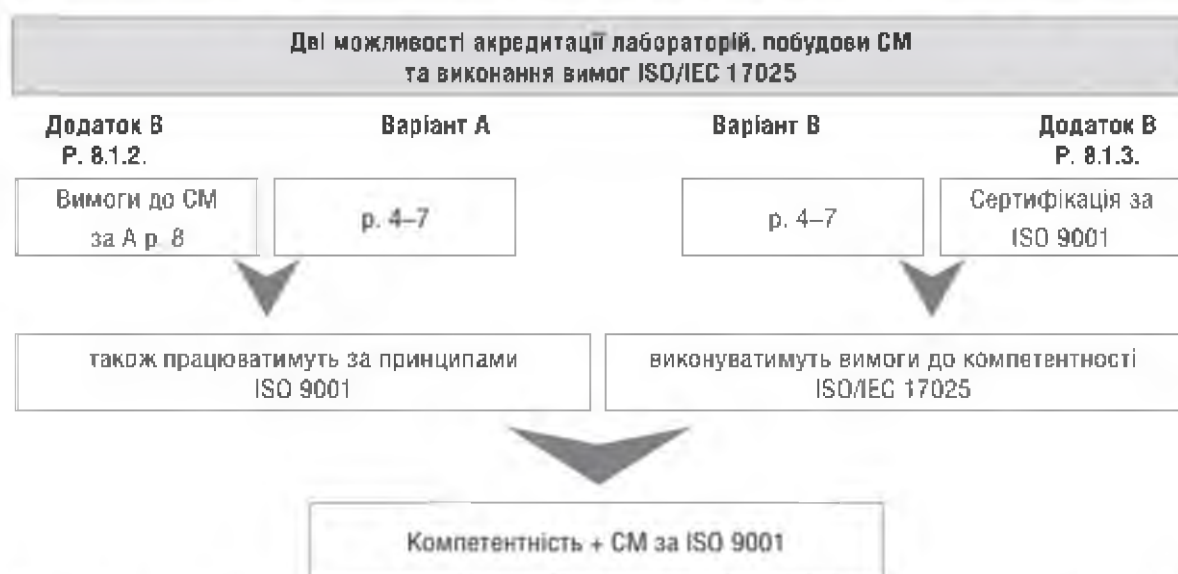 Дві можливості акредитації лабораторій, побудови СМ
та виконання вимог ISO/IEC 17025
Додаток В
Р. 8.1.2.
Варіант А
Варіант В
Додаток В
Р. 8.1.3.
Вимоги до СМ
за А р. 8
р. 4–7
р. 4–7
Сертифікація за
ISO 9001
також працюватимуть за принципами
ISO 9001
виконуватимуть вимоги до компетентності
ISO/IEC 17025
Компетентність + СМ за ISO 9001